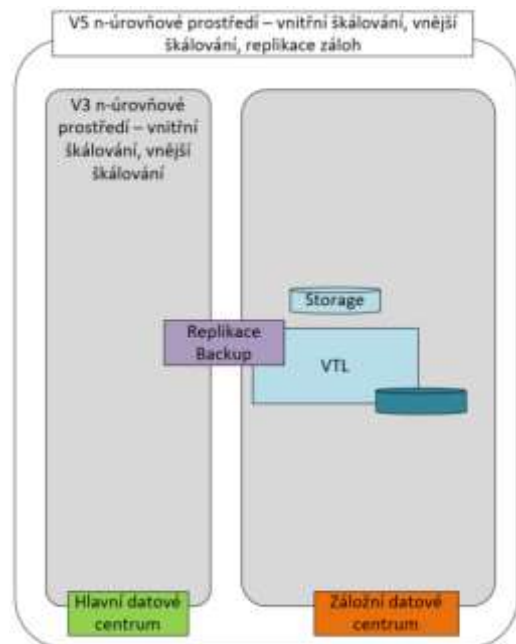 V5 n-úrovňové prostředí – vnitřní škálování, vnější
škálování, replikace záloh
V3 n-úrovňové
prostředí – vnitřní
škálování, vnější
škálování
Storage
Replikace
Backup
VTL
Hlavní datové
centrum
Záložní datové
centrum